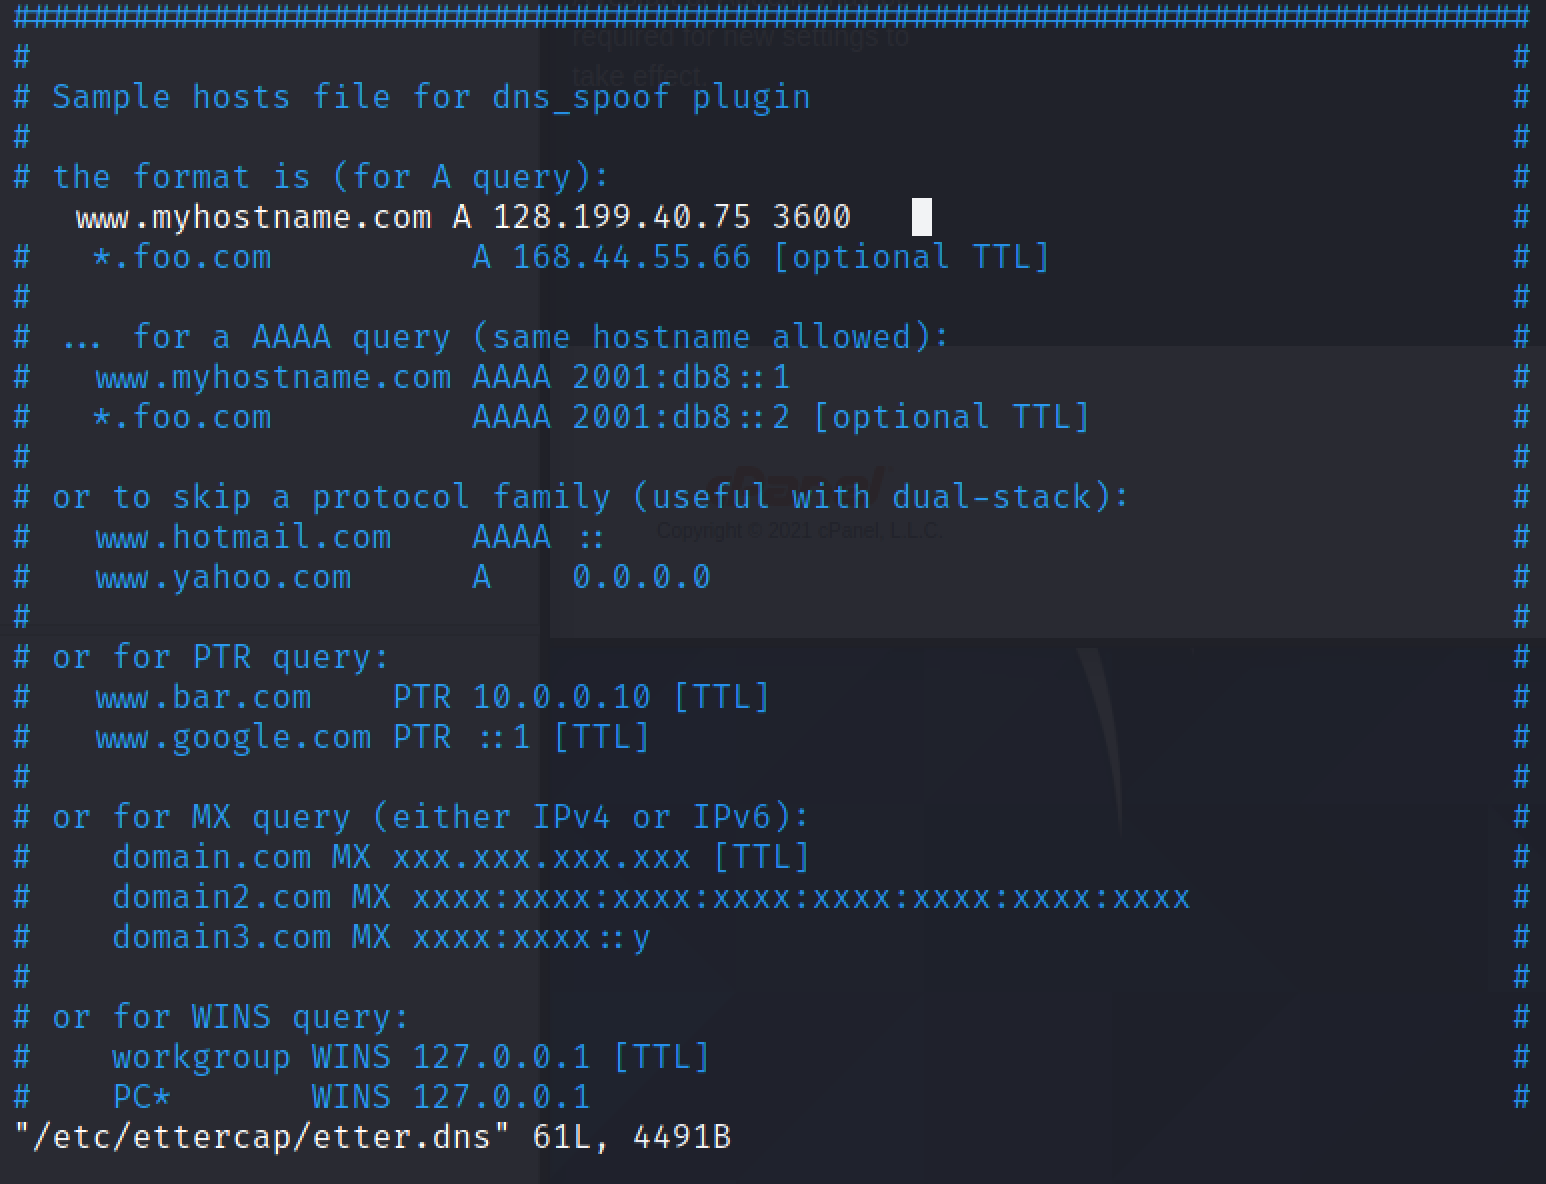 ############################################################################
required for new settings to
# #
take effect.
# Sample hosts file for dns_spoof plugin #
# #
# the format is (for A query): #
www.myhostname.com A 128.199.40.75 3600 #
# *.foo.com A 168.44.55.66 [optional TTL] #
# #
# ... for a AAAA query (same hostname allowed): #
# www.myhostname.com AAAA 2001:db8::1 #
# *.foo.com AAAA 2001:db8::2 [optional TTL] #
# #
cPanel
# or to skip a protocol family (useful with dual-stack): #
# www.hotmail.com AAAA :: #
Copyright © 2021 cPanel, L.L.C.
# www.yahoo.com A 0.0.0.0 #
# #
# or for PTR query: #
# www.bar.com PTR 10.0.0.10 [TTL] #
# www.google.com PTR ::1 [TTL] #
# #
# or for MX query (either IPv4 or IPv6): #
# domain.com MX xxx.xxx.xxx.xxx [TTL] #
# domain2.com MX xxxx:xxxx:xxxx:xxxx:xxxx:xxxx:xxxx:xxxx #
# domain3.com MX xxxx:xxxx::y #
# #
# or for WINS query: #
# workgroup WINS 127.0.0.1 [TTL] #
# PC* WINS 127.0.0.1 #
"/etc/ettercap/etter.dns" 61L, 4491B